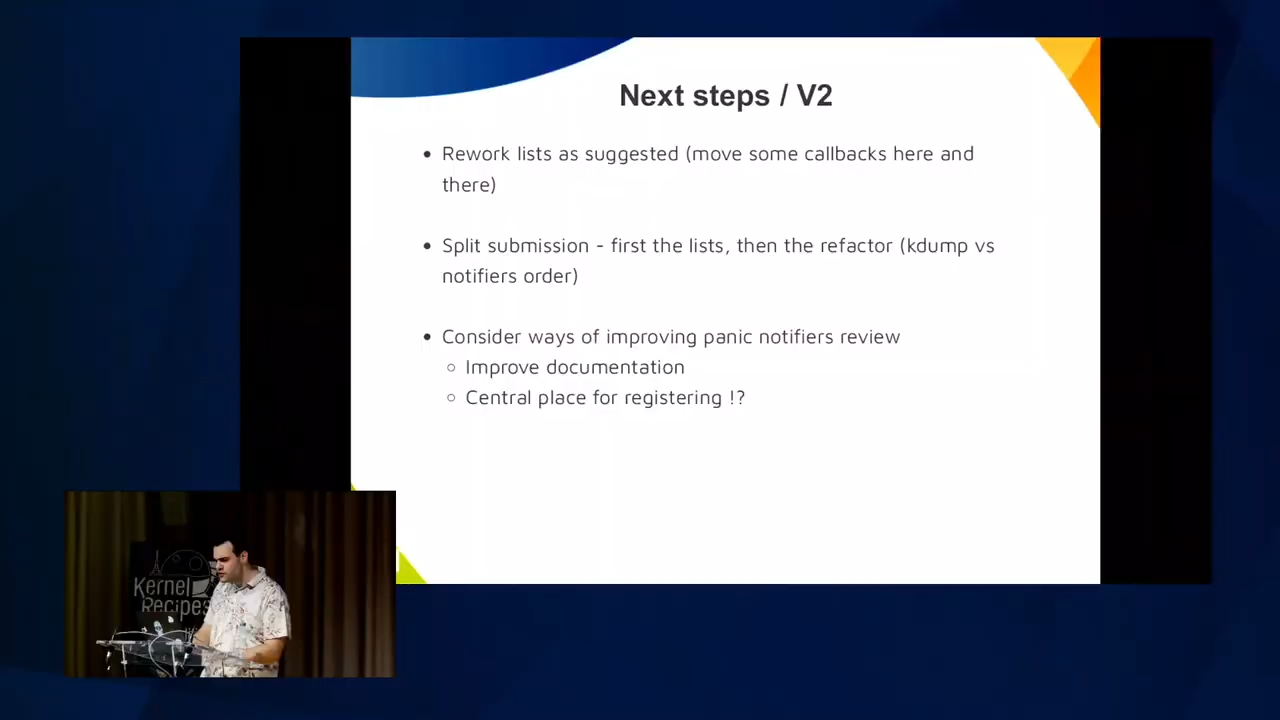 Next steps / V2
• Rework lists as suggested (move some callbacks here and
there)
• Split submission - first the lists, then the refactor (kdump vs
notifiers order)
• Consider ways of improving panic notifiers review
○ Improve documentation
○ Central place for registering !?
Kernel
Recipes